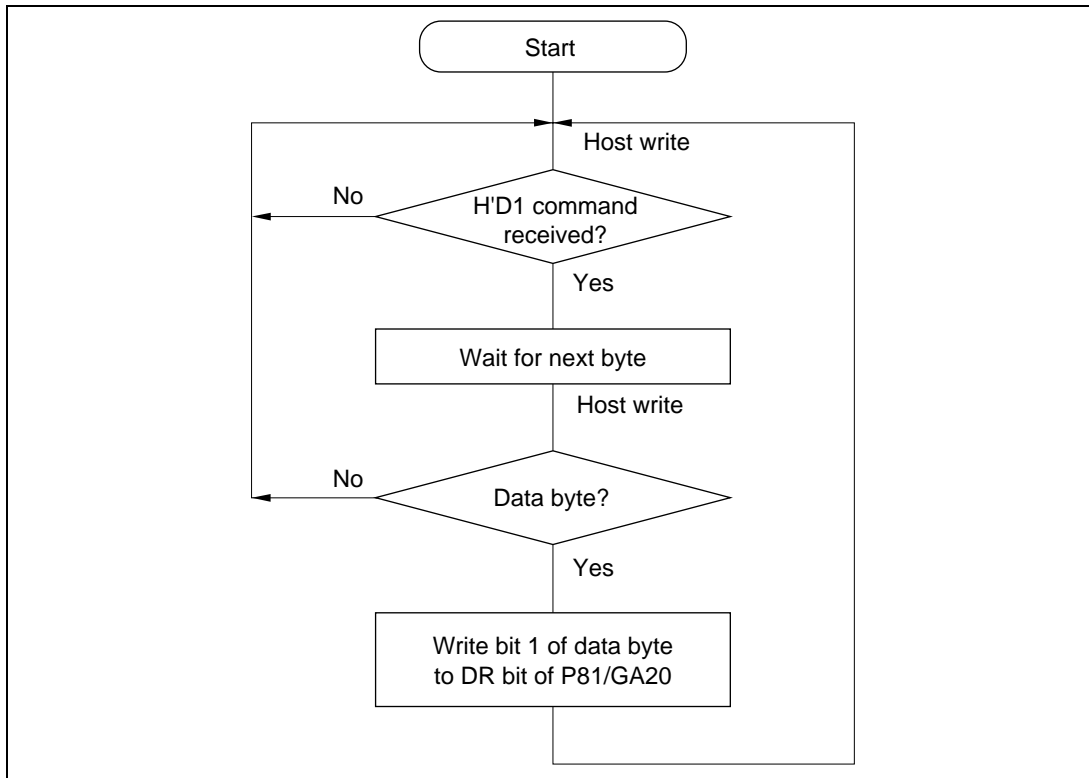 Start
Host write
No
H'D1 command
received?
Yes
Wait for next byte
Host write
No
Data byte?
Yes
Write bit 1 of data byte
to DR bit of P81/GA20